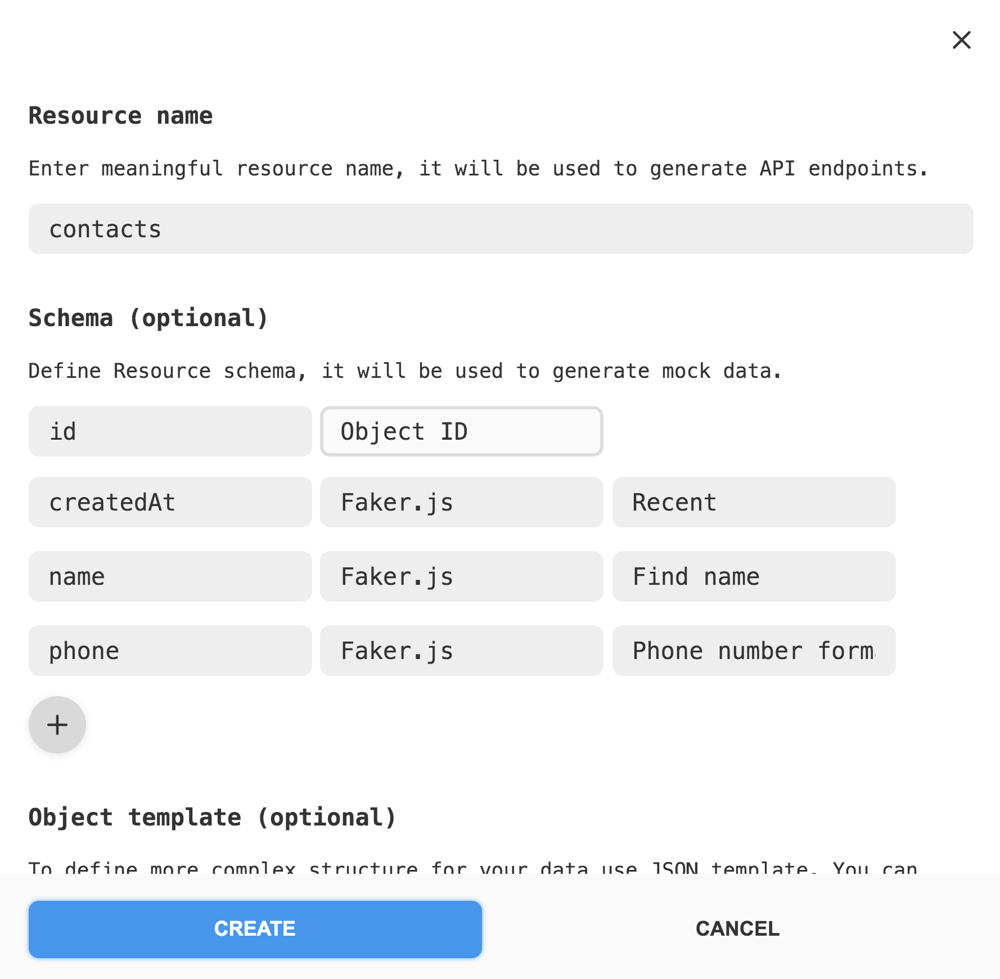 Resource name
Enter meaningful resource name, it will be used to generate API endpoints.
contacts
Schema (optional)
Define Resource schema, it will be used to generate mock data.
id Object ID
createdAt Faker.js Recent
name Faker.js Find name
phone Faker.js Phone number form
Object template (optional)
To define more complex structure for your data use JSON template. You can
CREATE CANCEL